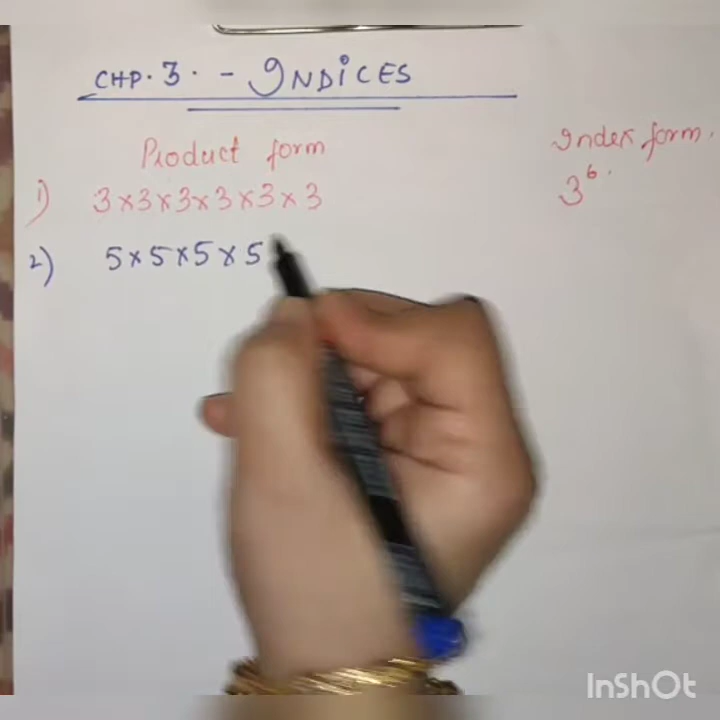 CHP. 3. - INDICES
Product form Index form.
1) 3×3×3×3×3×3 3⁶.
2) 5×5×5×5
InShOt